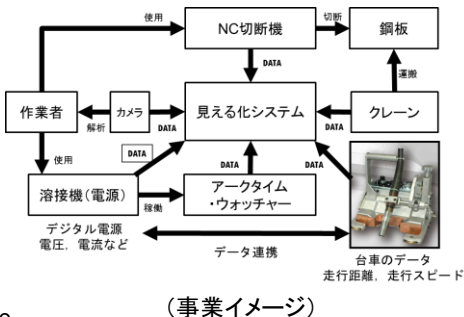 使用
NC切断機
切断
鋼板
DATA
運搬
作業者
カメラ
解析
DATA
見える化システム
DATA
クレーン
使用
DATA
DATA
DATA
溶接機(電源)
稼働
アークタイム
・ウォッチャー
デジタル電源
電圧,電流など
データ連携
台車のデータ
走行距離,走行スピード
(事業イメージ)